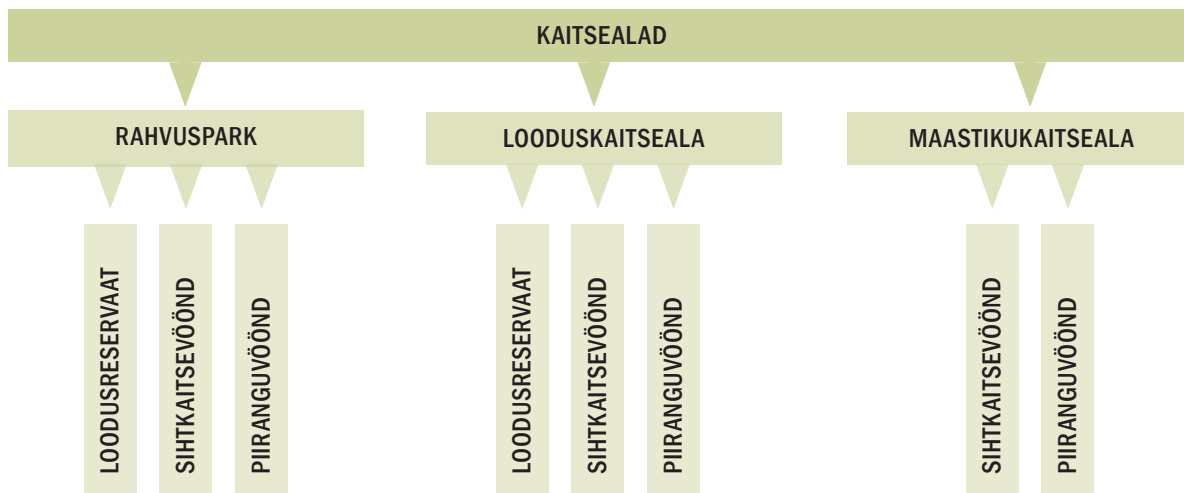 KAITSEALAD
RAHVUSPARK
LOODUSKAITSEALA
MAASTIKUKAITSEALA
LOODUSRESERVAAT
SIHTKAITSEVÖÖND
PIIRANGUVÖÖND
LOODUSRESERVAAT
SIHTKAITSEVÖÖND
PIIRANGUVÖÖND
SIHTKAITSEVÖÖND
PIIRANGUVÖÖND